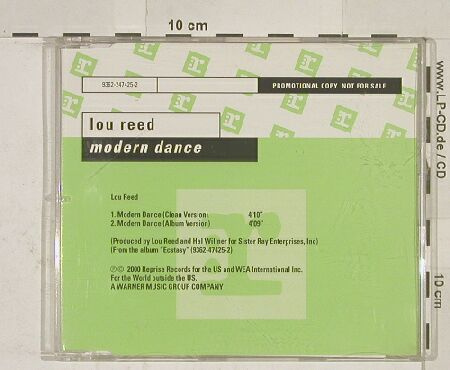 10 cm
9362-47425-2
PROMOTIONAL COPY. NOT FOR SALE
lou reed
modern dance
Lou Reed
1. Modern Dance (Clean Version) 4'10"
2. Modern Dance (Album Version) 4'09"
(Produced by Lou Reed and Hal Willner for Sister Ray Enterprises, Inc)
(From the album "Ecstasy" (9362-47425-2)
℗© 2000 Reprise Records for the US and WEA International Inc.
For the World outside the US.
A WARNER MUSIC GROUP COMPANY
www.LP-CD.de / CD
10 cm